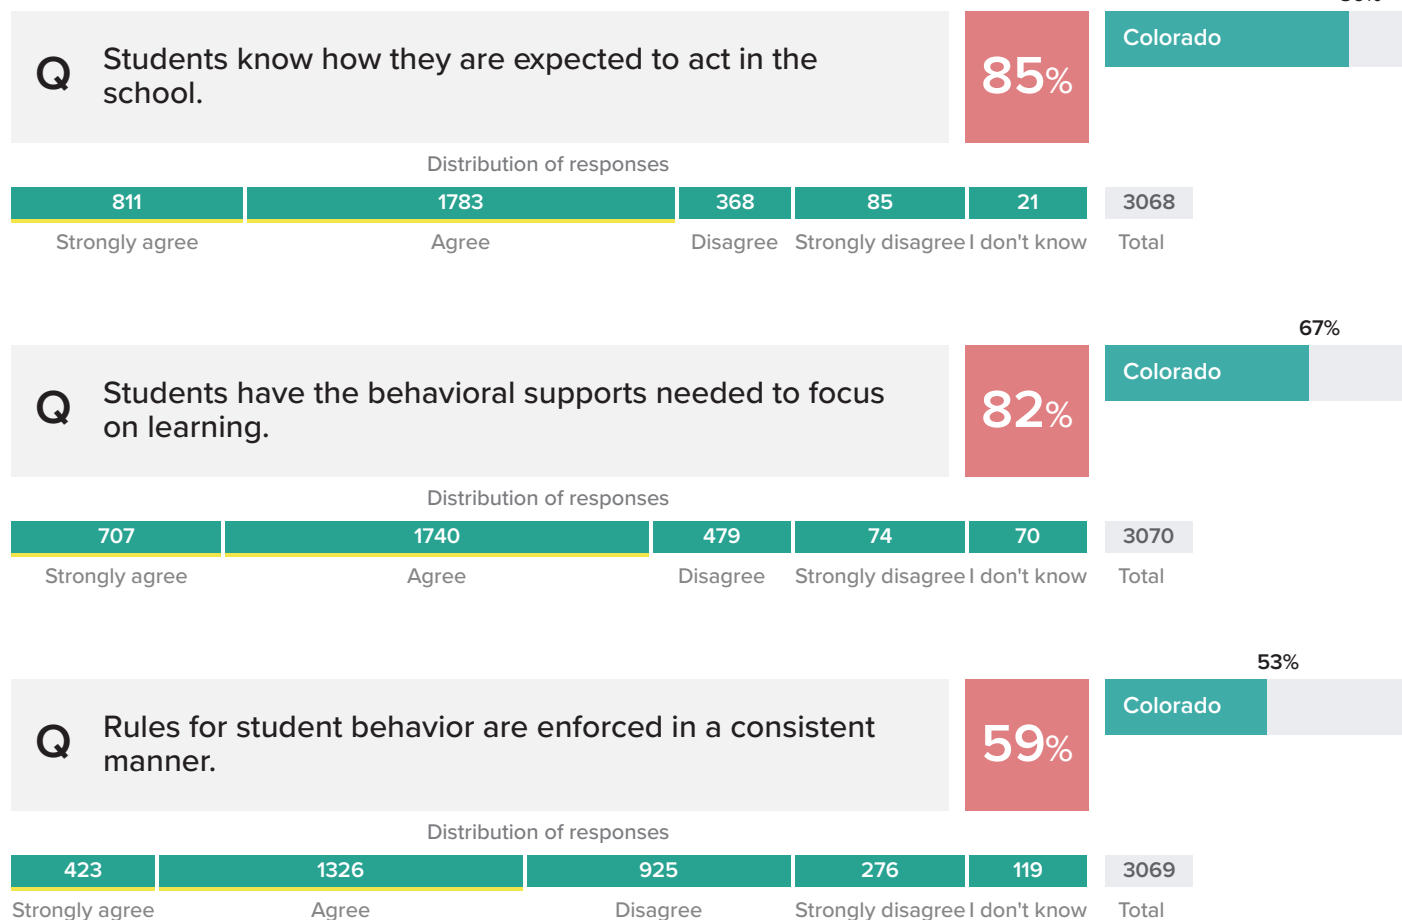 Q Students know how they are expected to act in the
school.
85%
Colorado
Distribution of responses
811 1783 368 85 21 3068
Strongly agree Agree Disagree Strongly disagree I don't know Total
67%
Q Students have the behavioral supports needed to focus
on learning.
82%
Colorado
Distribution of responses
707 1740 479 74 70 3070
Strongly agree Agree Disagree Strongly disagree I don't know Total
53%
Q Rules for student behavior are enforced in a consistent
manner.
59%
Colorado
Distribution of responses
423 1326 925 276 119 3069
Strongly agree Agree Disagree Strongly disagree I don't know Total